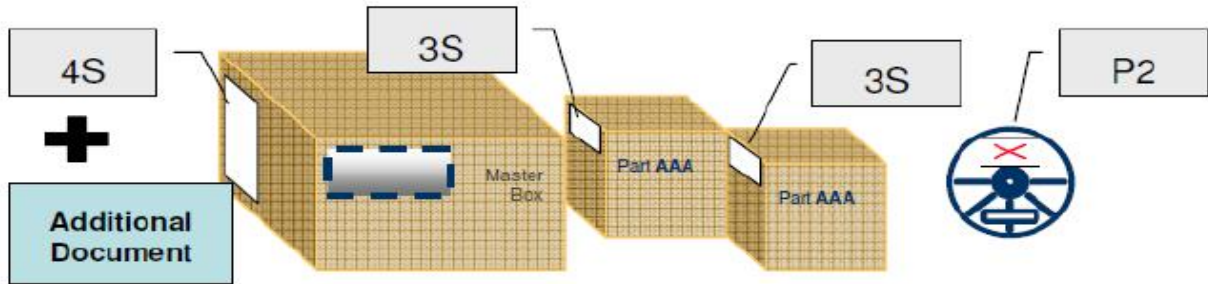 4S
3S
3S
P2
Additional
Document
Master
Box
Part AAA
Part AAA